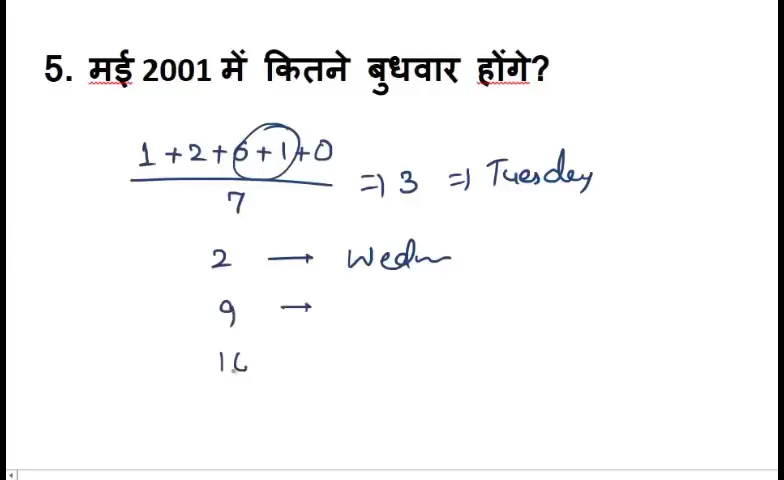 5. मई 2001 में कितने बुधवार होंगे?
1+2+6+1+0
7
=) 3 =) Tuesday
2 → Wedn
9 →
16